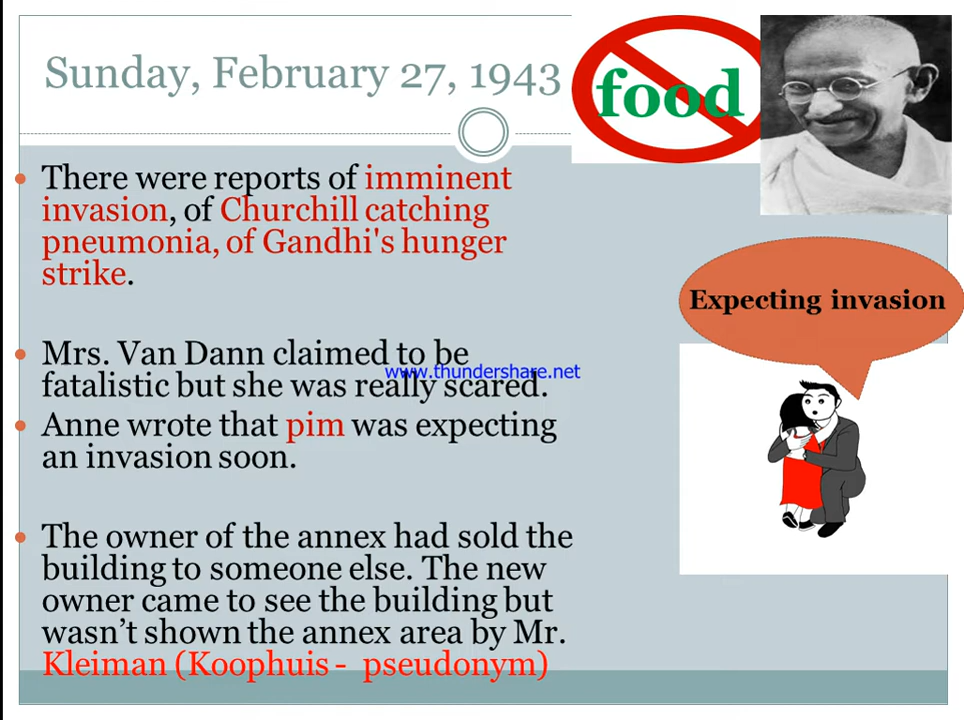 Sunday, February 27, 1943
food
There were reports of imminent
invasion, of Churchill catching
pneumonia, of Gandhi's hunger
strike.
Expecting invasion
Mrs. Van Dann claimed to be
www.thundershare.net
fatalistic but she was really scared.
Anne wrote that pim was expecting
an invasion soon.
The owner of the annex had sold the
building to someone else. The new
owner came to see the building but
wasn’t shown the annex area by Mr.
Kleiman (Koophuis - pseudonym)